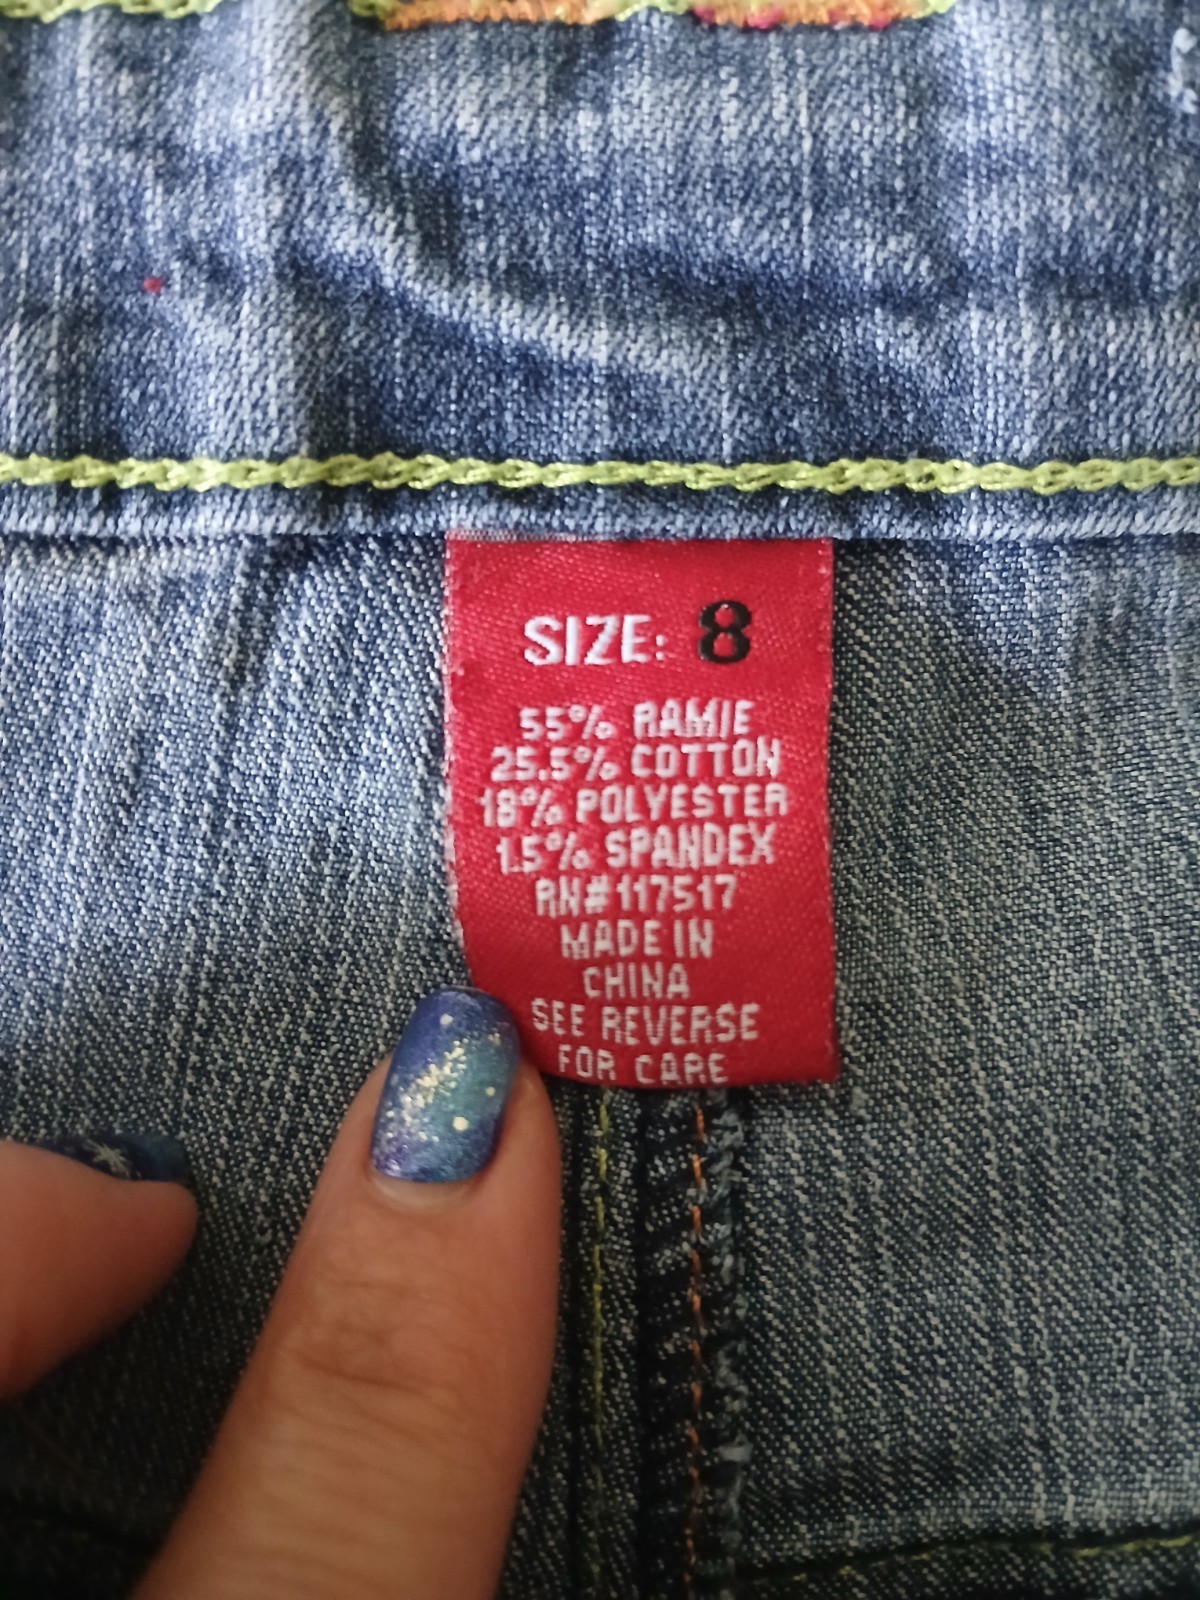 SIZE: 8
55% RAMIE
25.5% COTTON
18% POLYESTER
1.5% SPANDEX
RN#117517
MADE IN
CHINA
SEE REVERSE
FOR CARE